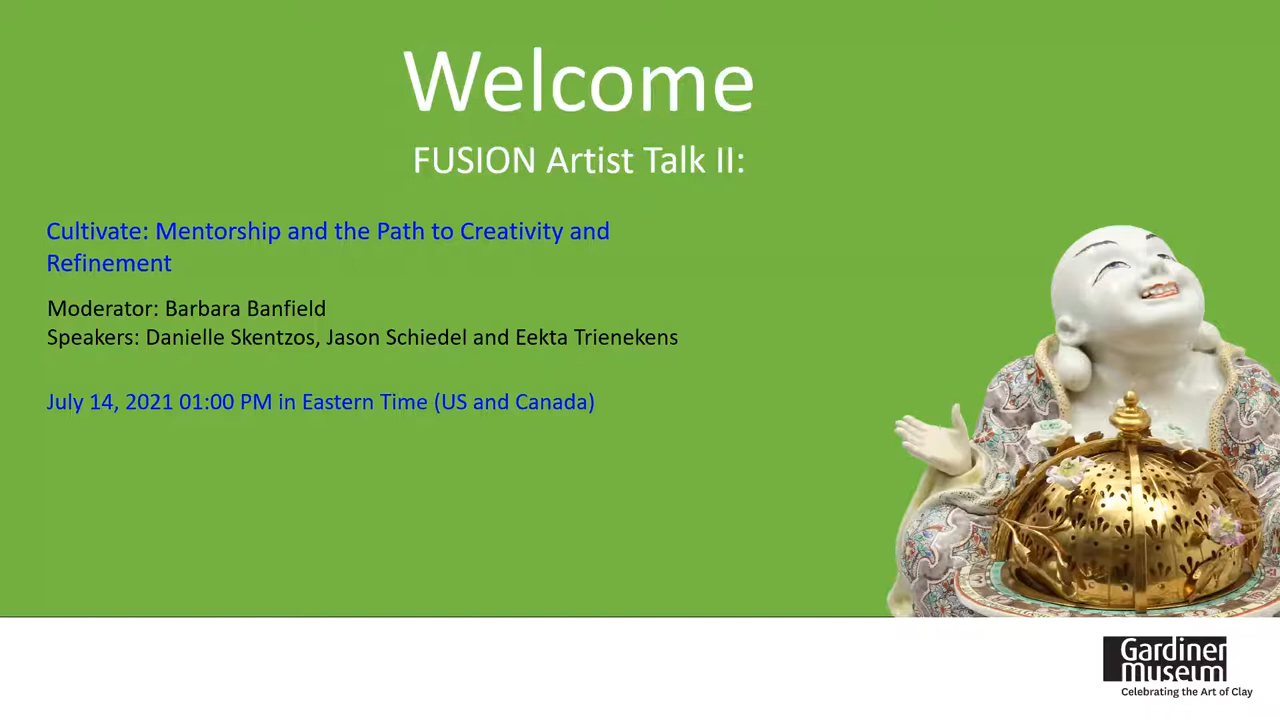 Welcome
FUSION Artist Talk II:
Cultivate: Mentorship and the Path to Creativity and
Refinement
Moderator: Barbara Banfield
Speakers: Danielle Skentzos, Jason Schiedel and Eekta Trienekens
July 14, 2021 01:00 PM in Eastern Time (US and Canada)
Gardiner
Museum
Celebrating the Art of Clay